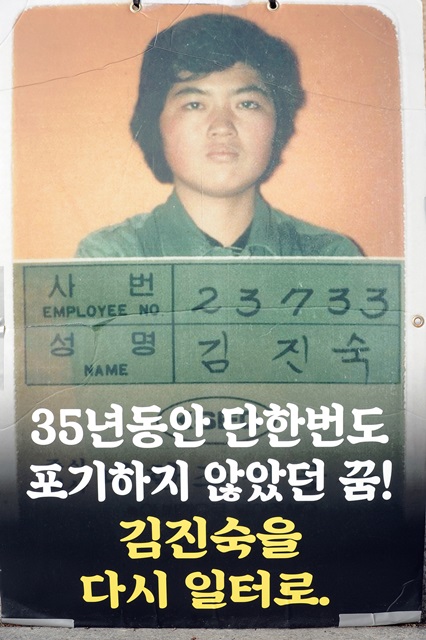 사 번 23733
EMPLOYEE NO
성 명 김 진 숙
NAME
35년동안 단한번도
포기하지 않았던 꿈!
김진숙을
다시 일터로.